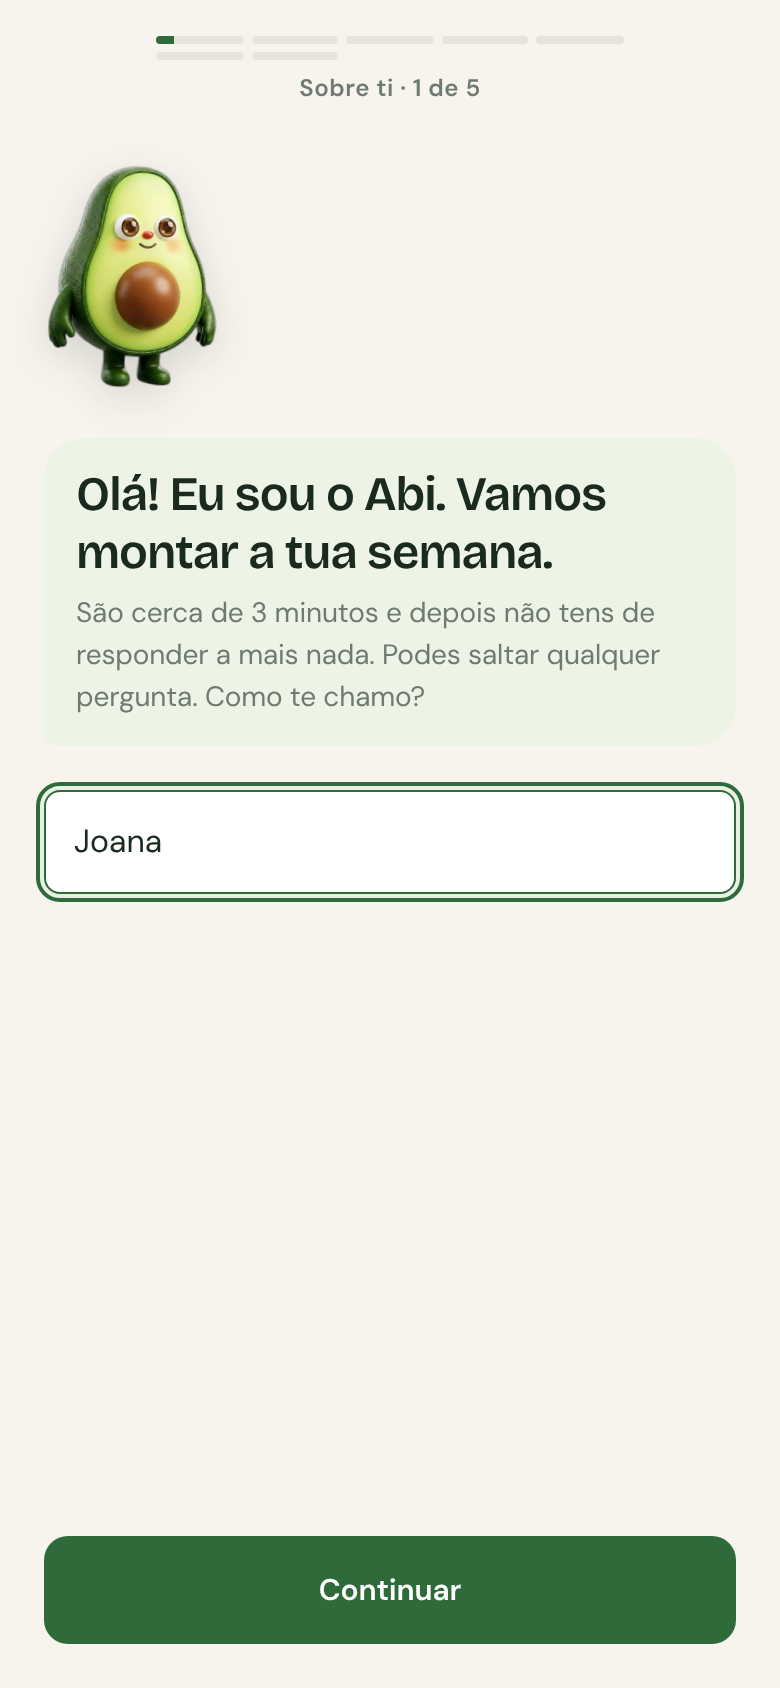 Sobre ti · 1 de 5
Olá! Eu sou o Abi. Vamos
montar a tua semana.
São cerca de 3 minutos e depois não tens de
responder a mais nada. Podes saltar qualquer
pergunta. Como te chamo?
Joana
Continuar